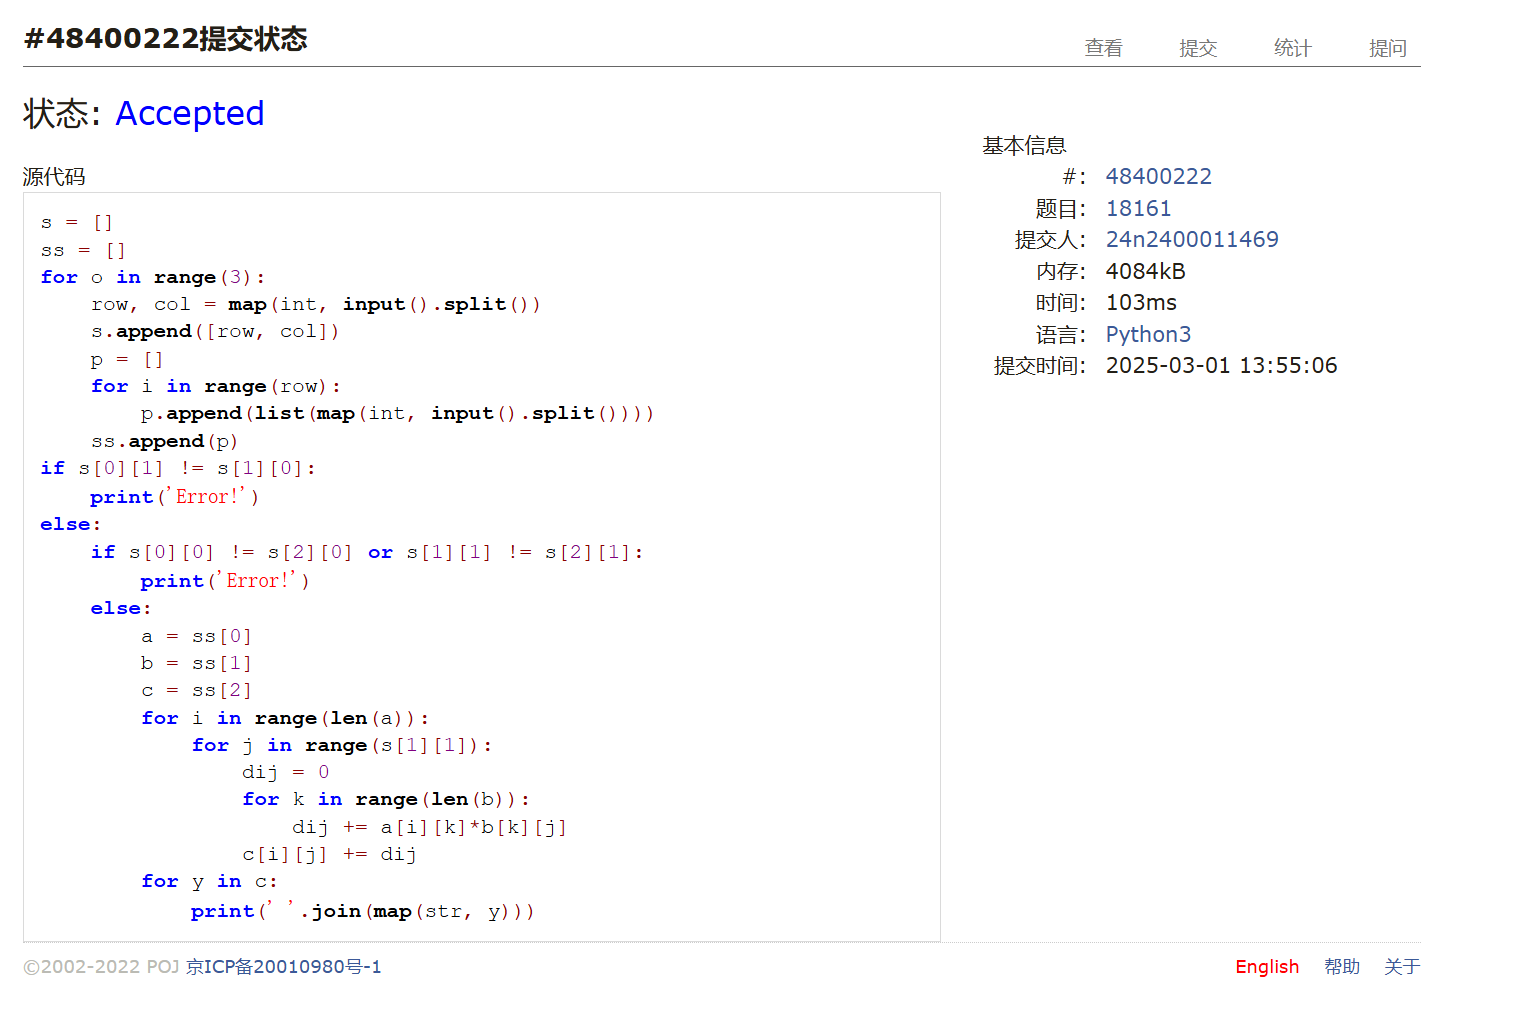 #48400222提交状态
查看 提交 统计 提问
状态: Accepted
源代码
s = []
ss = []
for o in range(3):
    row, col = map(int, input().split())
    s.append([row, col])
    p = []
    for i in range(row):
        p.append(list(map(int, input().split())))
    ss.append(p)
if s[0][1] != s[1][0]:
    print('Error!')
else:
    if s[0][0] != s[2][0] or s[1][1] != s[2][1]:
        print('Error!')
    else:
        a = ss[0]
        b = ss[1]
        c = ss[2]
        for i in range(len(a)):
            for j in range(s[1][1]):
                dij = 0
                for k in range(len(b)):
                    dij += a[i][k]*b[k][j]
                c[i][j] += dij
        for y in c:
            print(' '.join(map(str, y)))
基本信息
#: 48400222
题目: 18161
提交人: 24n2400011469
内存: 4084kB
时间: 103ms
语言: Python3
提交时间: 2025-03-01 13:55:06
©2002-2022 POJ 京ICP备20010980号-1
English 帮助 关于